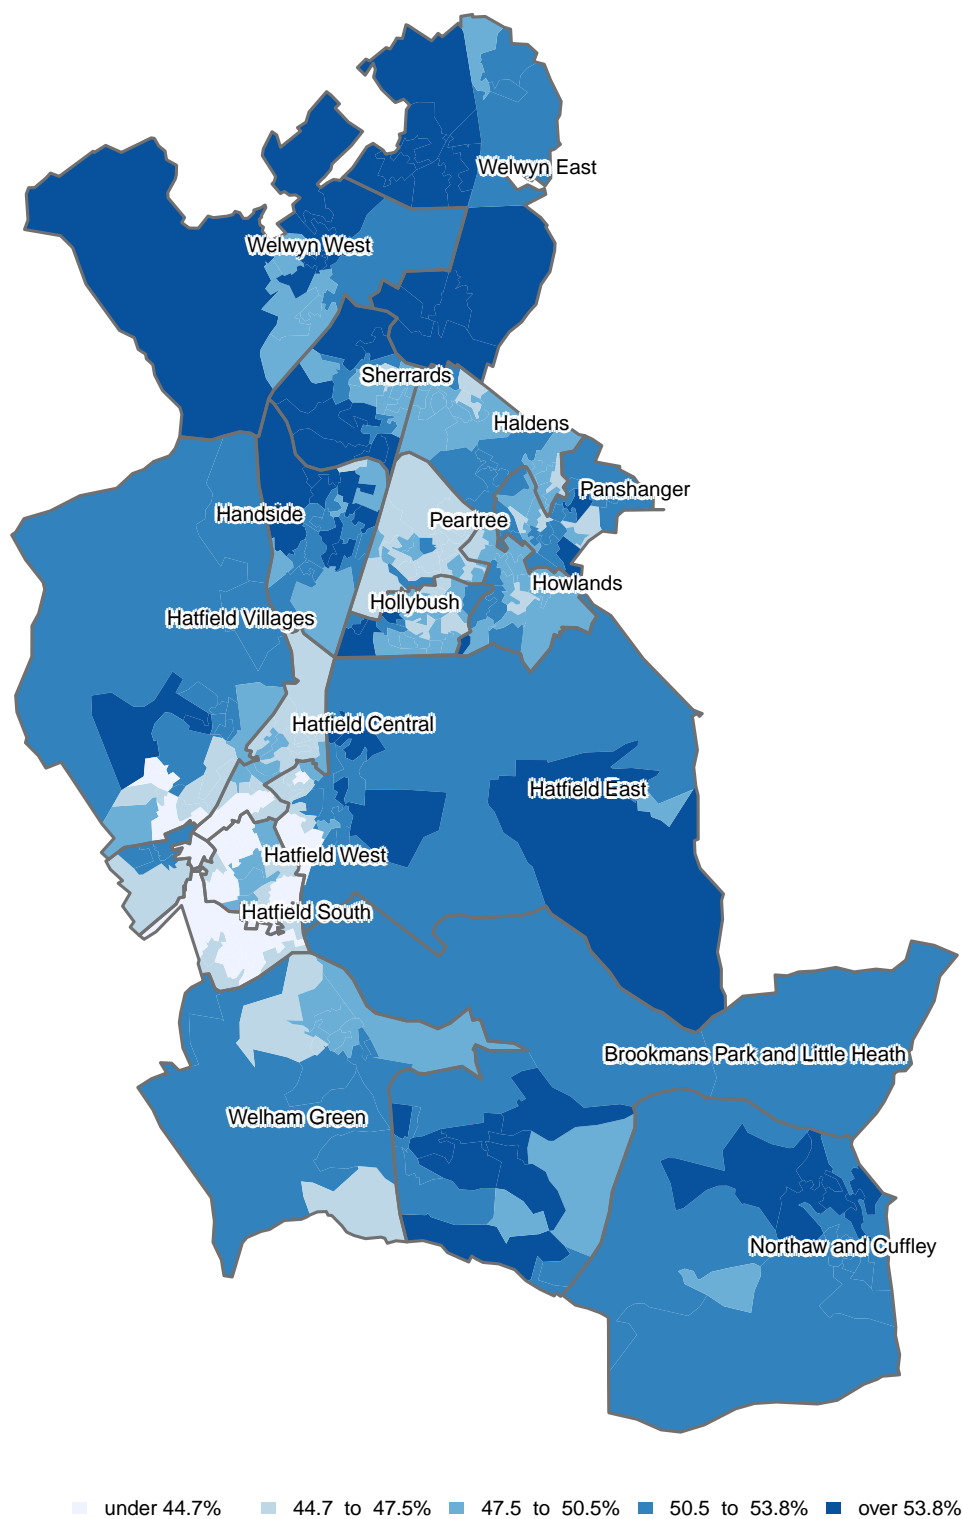 Welwyn East
Welwyn West
Sherrards
Haldens
Panshanger
Handside
Peartree
Howlands
Hollybush
Hatfield Villages
Hatfield Central
Hatfield East
Hatfield West
Hatfield South
Brookmans Park and Little Heath
Welham Green
Northaw and Cuffley
under 44.7% 44.7 to 47.5% 47.5 to 50.5% 50.5 to 53.8% over 53.8%